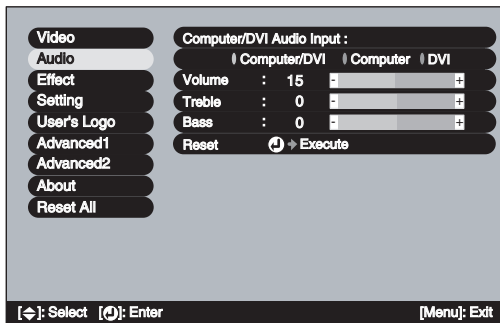 Video
Audio
Effect
Setting
User's Logo
Advanced1
Advanced2
About
Reset All
Computer/DVI Audio Input :
Computer/DVI Computer DVI
Volume : 15 - +
Treble : 0 - +
Bass : 0 - +
Reset Execute
[ ]: Select [ ]: Enter [Menu]: Exit